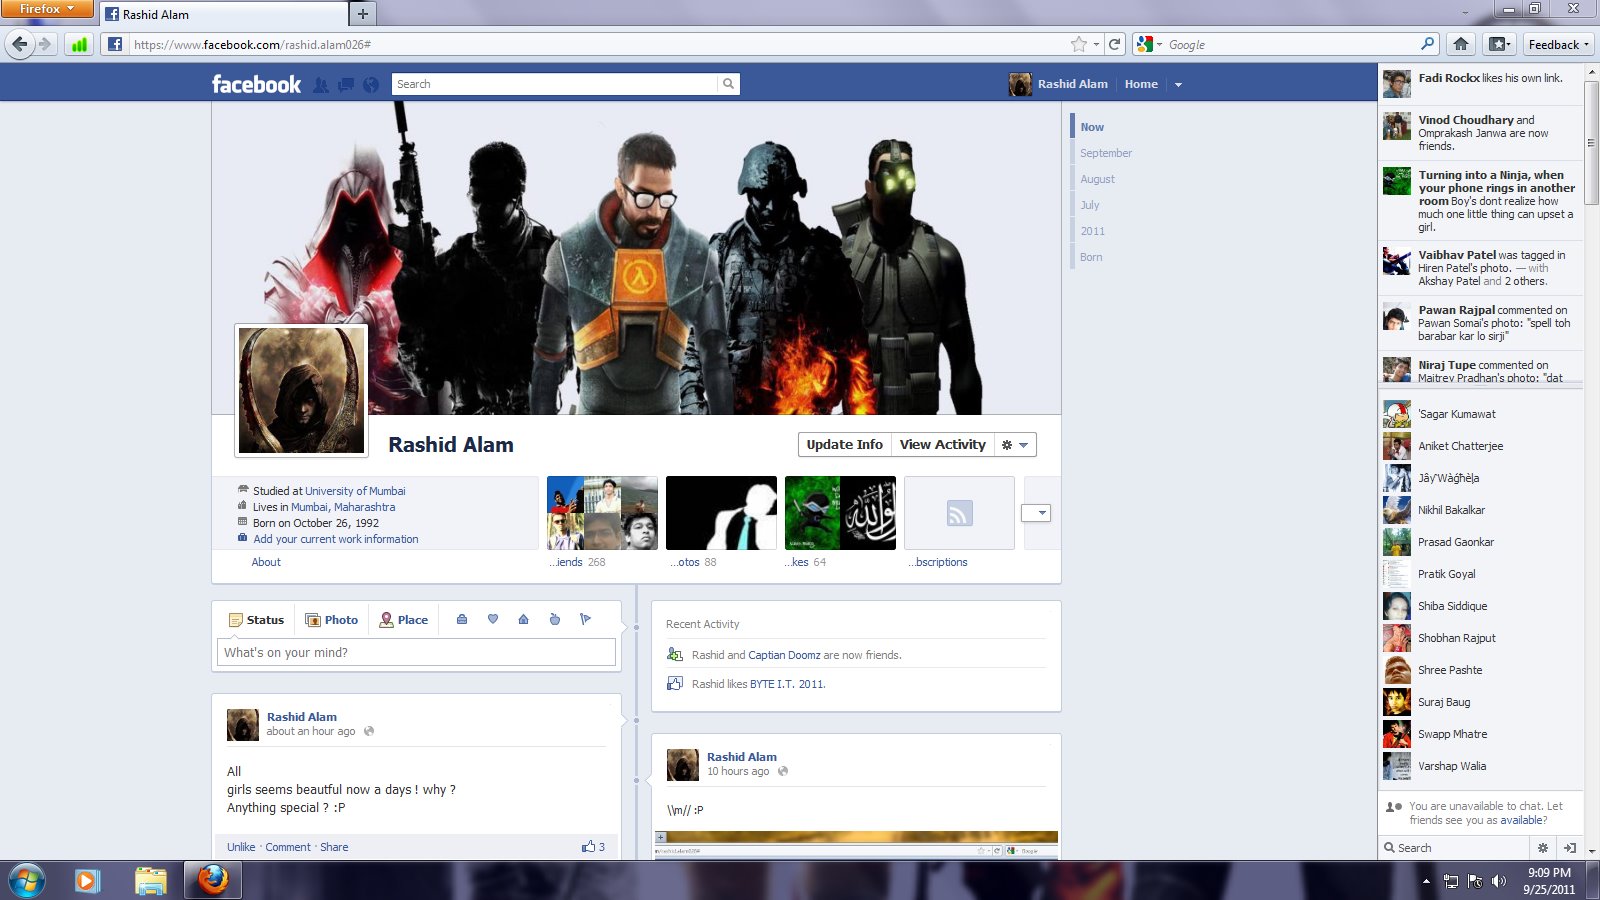 Firefox
Rashid Alam
https://www.facebook.com/rashid.alam026#
Google
Feedback
facebook
Search
Rashid Alam
Home
Now
September
August
July
2011
Born
Rashid Alam
Update Info
View Activity
Studied at University of Mumbai
Lives in Mumbai, Maharashtra
Born on October 26, 1992
Add your current work information
About
...iends 268
...otos 88
...kes 64
...bscriptions
Status
Photo
Place
What's on your mind?
Rashid Alam
about an hour ago
All
girls seems beautful now a days ! why ?
Anything special ? :P
Unlike · Comment · Share
3
Recent Activity
Rashid and Captian Doomz are now friends.
Rashid likes BYTE I.T. 2011.
Rashid Alam
10 hours ago
\\m// :P
Google
Fadi Rockx likes his own link.
Vinod Choudhary and
Omprakash Janwa are now
friends.
Turning into a Ninja, when
your phone rings in another
room Boy's dont realize how
much one little thing can upset a
girl.
Vaibhav Patel was tagged in
Hiren Patel's photo. — with
Akshay Patel and 2 others.
Pawan Rajpal commented on
Pawan Somai's photo: "spell toh
barabar kar lo sirji"
Niraj Tupe commented on
Maitrey Pradhan's photo: "dat
'Sagar Kumawat
Aniket Chatterjee
Nikhil Bakalkar
Prasad Gaonkar
Pratik Goyal
Shiba Siddique
Shobhan Rajput
Shree Pashte
Suraj Baug
Swapp Mhatre
Varshap Walia
You are unavailable to chat. Let
friends see you as available?
Search
9:09 PM
9/25/2011